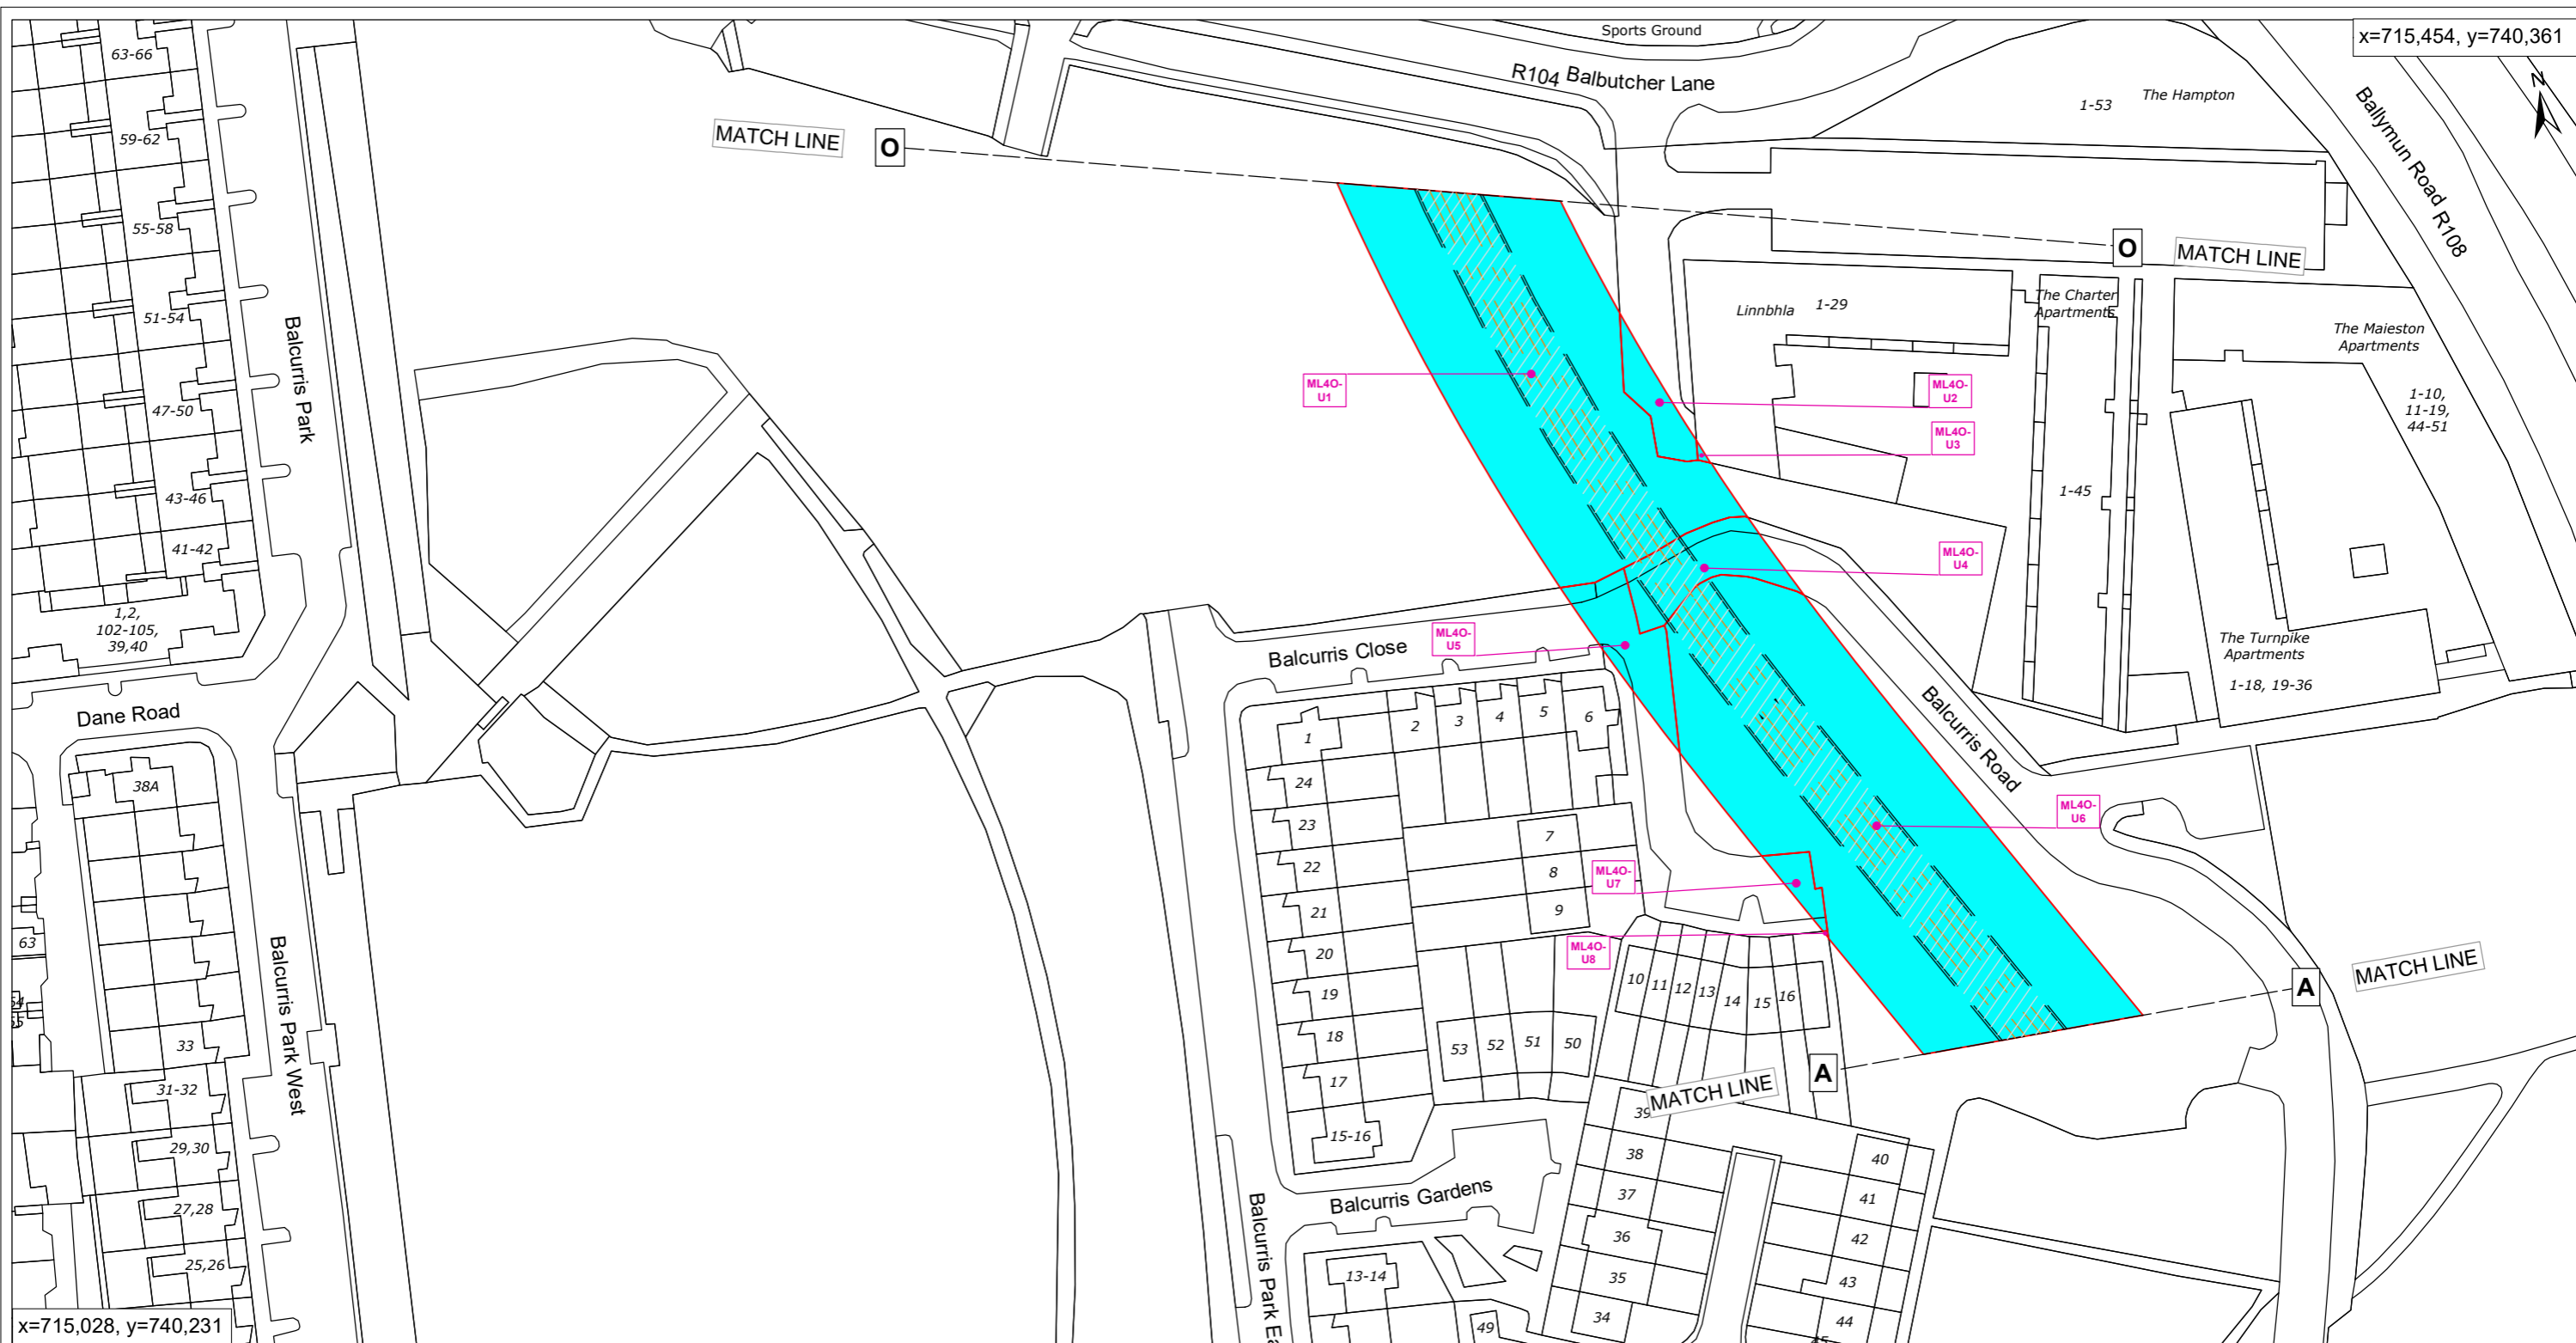 Sports Ground
x=715,454, y=740,361
63-66
R104 Balbutcher Lane
1-53
The Hampton
N
59-62
MATCH LINE
O
Ballymun Road R108
55-58
O
MATCH LINE
51-54
Balcurris Park
Linnbhla
1-29
The Charter
Apartments
The Maieston
Apartments
47-50
ML4O-
U1
ML4O-
U2
1-10,
11-19,
44-51
ML4O-
U3
43-46
1-45
41-42
ML4O-
U4
1,2,
102-105,
39,40
ML4O-
U5
Balcurris Close
The Turnpike
Apartments
1-18, 19-36
Dane Road
1
2
3
4
5
6
Balcurris Road
38A
24
23
22
21
20
19
18
17
15-16
7
8
9
ML4O-
U6
ML4O-
U7
ML4O-
U8
63
Balcurris Park West
10
11
12
13
14
15
16
A
MATCH LINE
53
52
51
50
33
A
MATCH LINE
31-32
39
29,30
38
40
27,28
37
41
Balcurris Gardens
36
42
25,26
35
43
13-14
34
44
49
x=715,028, y=740,231